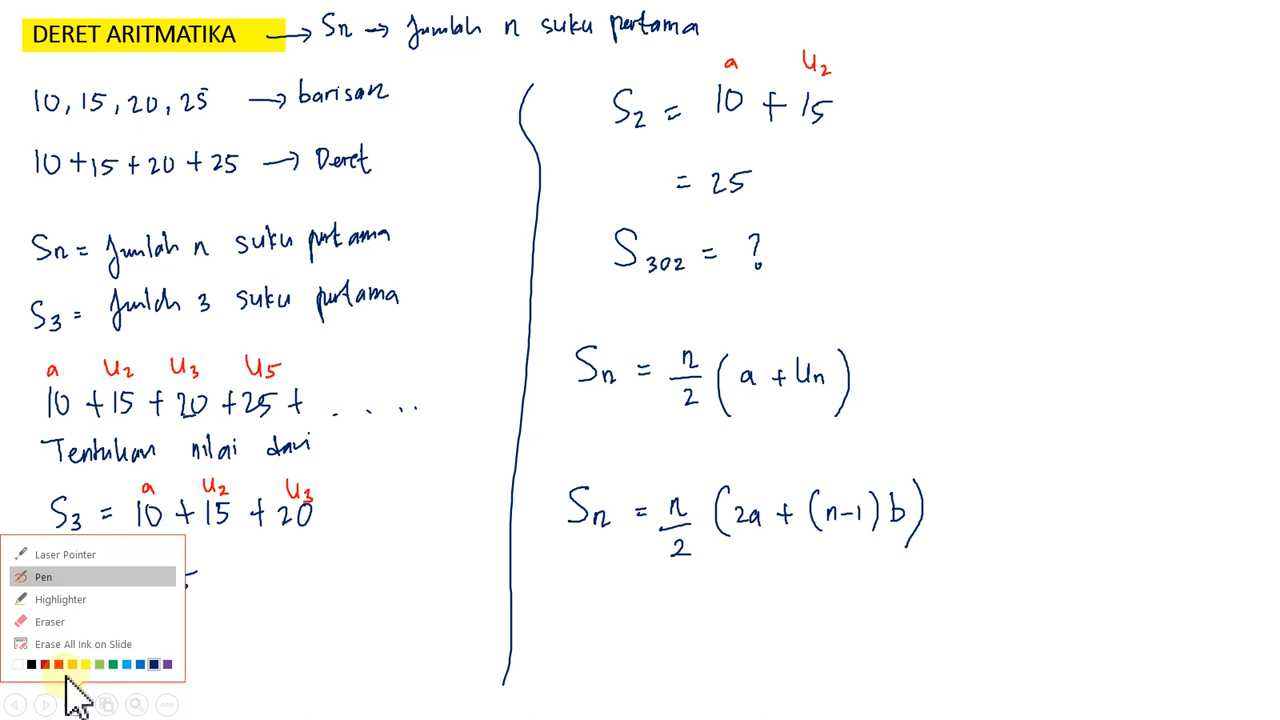 DERET ARITMATIKA → Sn → Jumlah n suku pertama
10, 15, 20, 25 → barisan
10 + 15 + 20 + 25 → Deret
Sn = Jumlah n suku pertama
S3 = Jumlah 3 suku pertama
a U2 U3 U5
10 + 15 + 20 + 25 + . . . .
Tentukan nilai dari
a U2 U3
S3 = 10 + 15 + 20
Laser Pointer
Pen
Highlighter
Eraser
Erase All Ink on Slide
a U2
S2 = 10 + 15
= 25
S302 = ?
Sn = n/2 (a + Un)
Sn = n/2 (2a + (n-1) b)